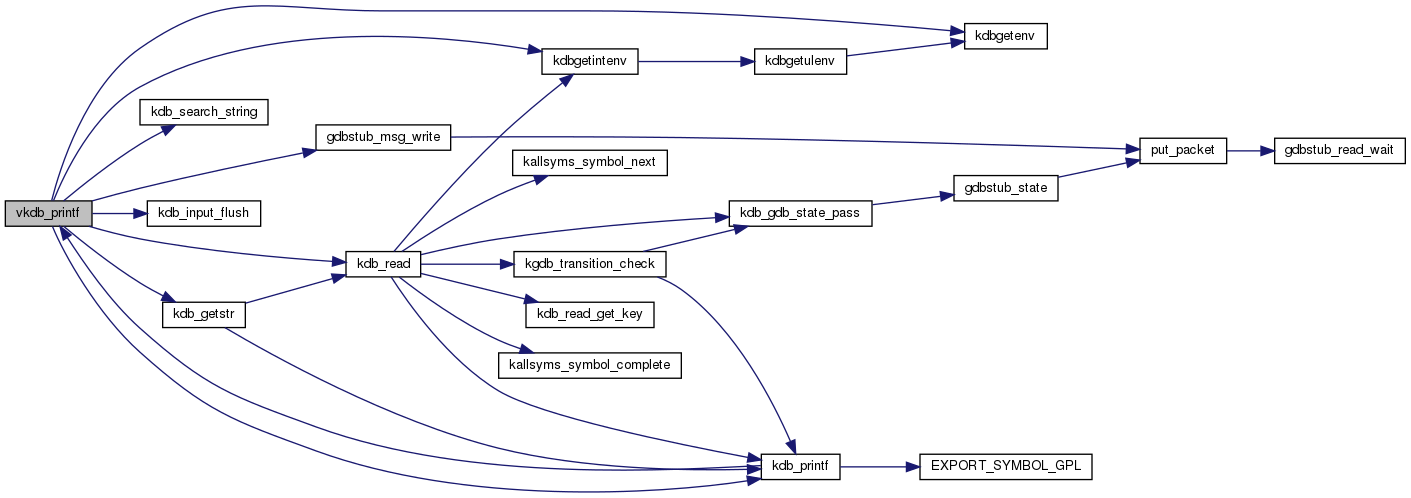 kdbgetenv
kdbgetintenv
kdbgetulenv
kdb_search_string
gdbstub_msg_write
put_packet
gdbstub_read_wait
kallsyms_symbol_next
gdbstub_state
vkdb_printf
kdb_input_flush
kdb_gdb_state_pass
kdb_read
kgdb_transition_check
kdb_getstr
kdb_read_get_key
kallsyms_symbol_complete
kdb_printf
EXPORT_SYMBOL_GPL